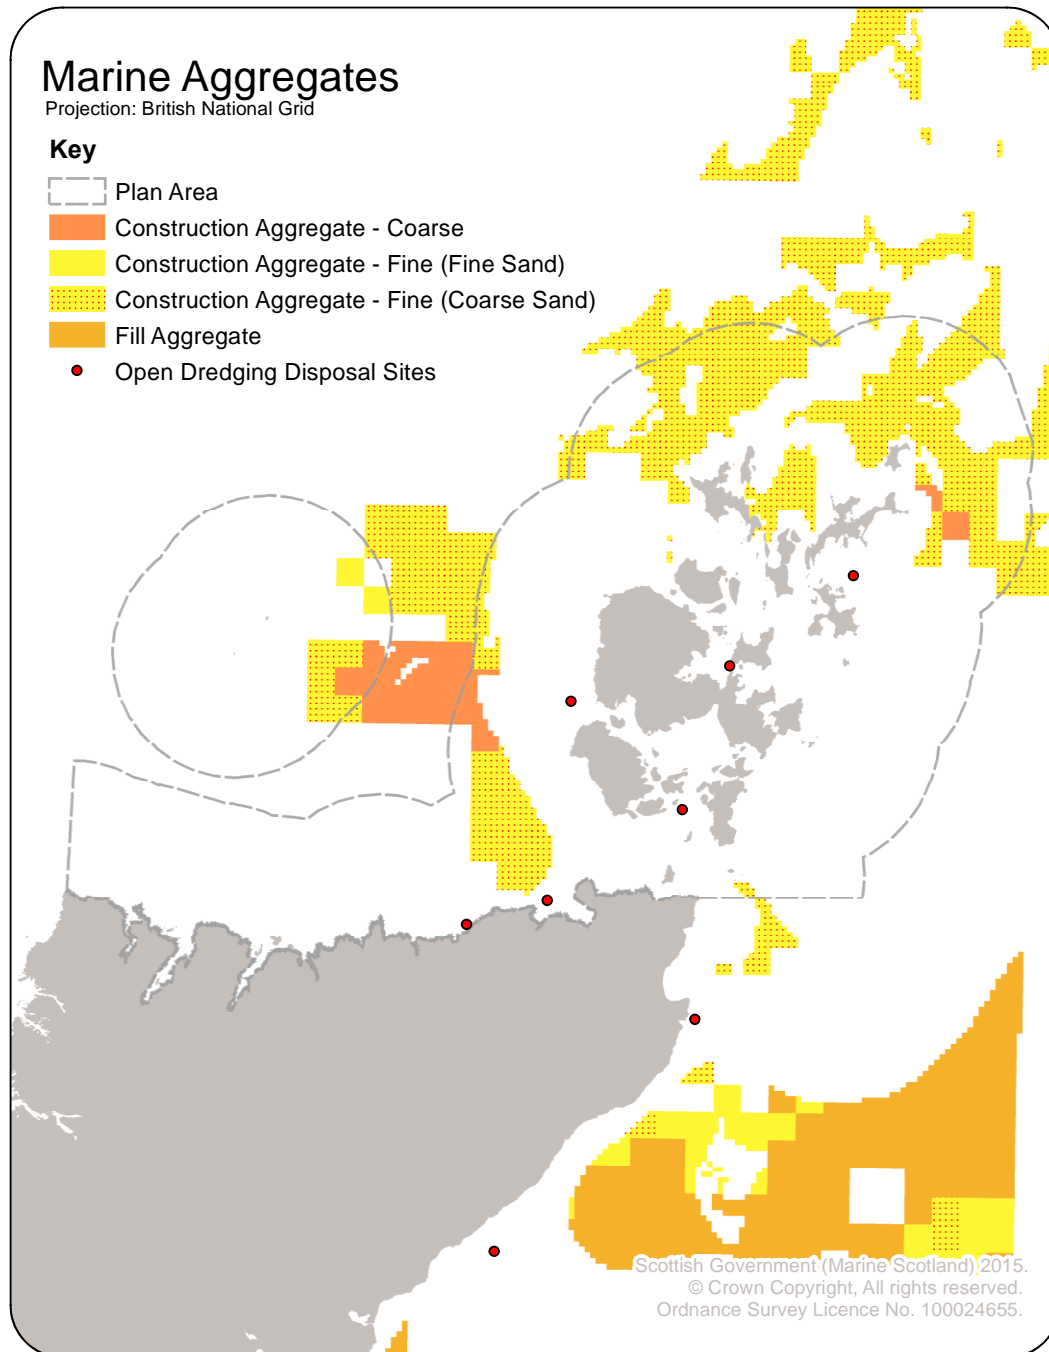 Marine Aggregates
Projection: British National Grid
Key
Plan Area
Construction Aggregate - Coarse
Construction Aggregate - Fine (Fine Sand)
Construction Aggregate - Fine (Coarse Sand)
Fill Aggregate
Open Dredging Disposal Sites
Scottish Government (Marine Scotland) 2015.
© Crown Copyright, All rights reserved.
Ordnance Survey Licence No. 100024655.